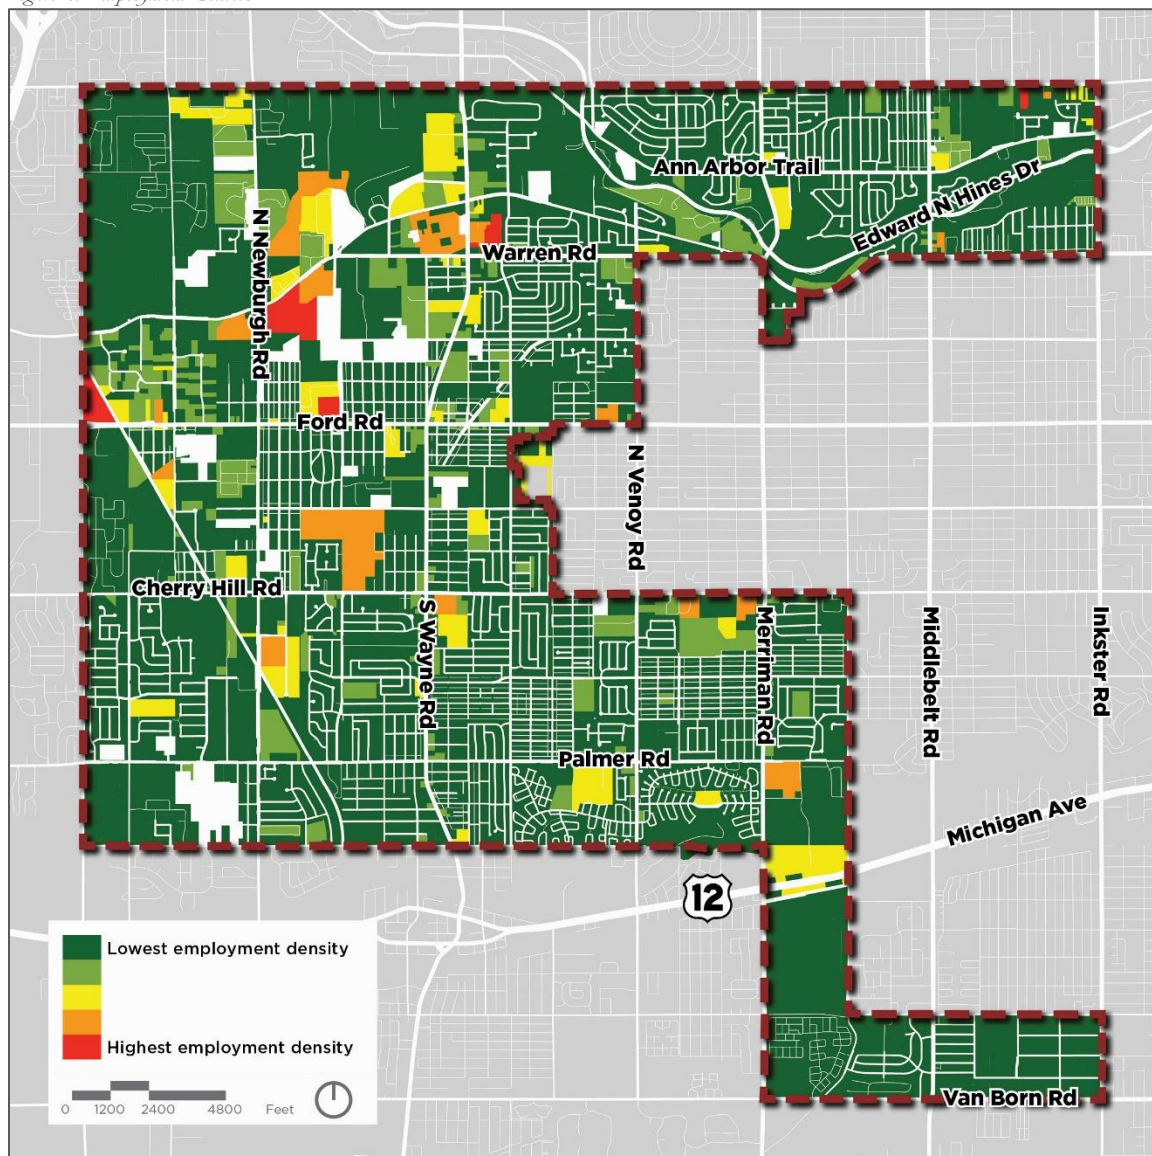 Ann Arbor Trail
Edward N Hines Dr
N Newburgh Rd
Warren Rd
Ford Rd
N Venoy Rd
Cherry Hill Rd
S Wayne Rd
Merriman Rd
Middlebelt Rd
Inkster Rd
Palmer Rd
Michigan Ave
12
Lowest employment density
Highest employment density
0 1200 2400 4800 Feet
Van Born Rd